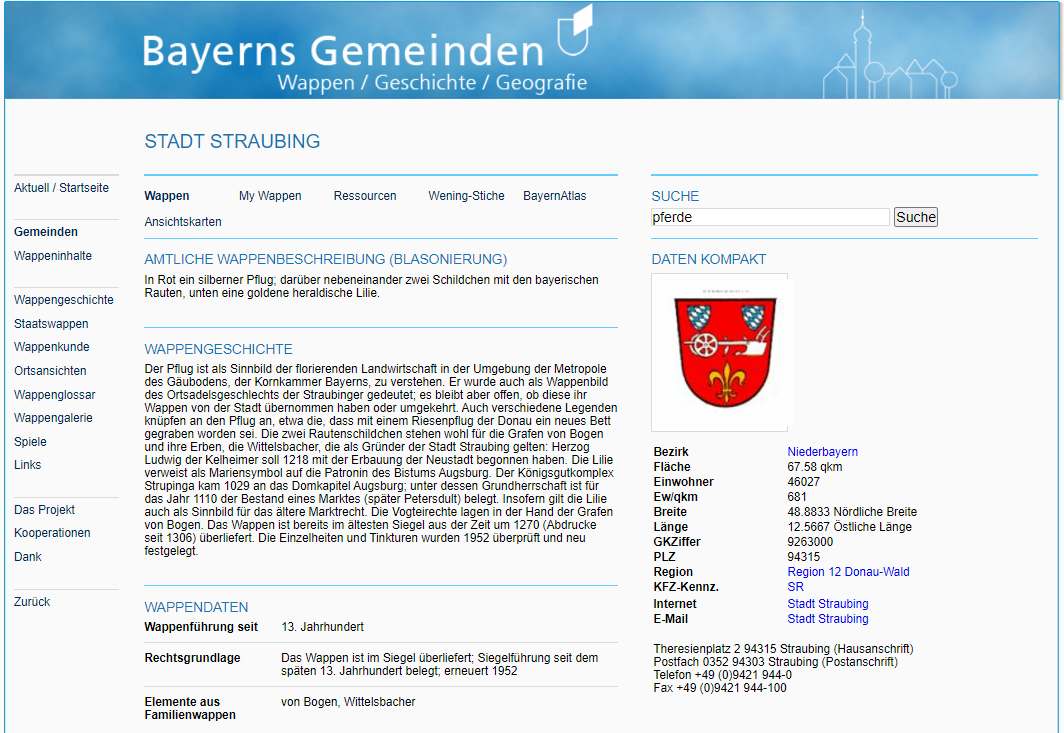 Bayerns Gemeinden
Wappen / Geschichte / Geografie
STADT STRAUBING
Aktuell / Startseite
Gemeinden
Wappeninhalte
Wappengeschichte
Staatswappen
Wappenkunde
Ortsansichten
Wappenglossar
Wappengalerie
Spiele
Links
Das Projekt
Kooperationen
Dank
Zurück
Wappen My Wappen Ressourcen Wening-Stiche BayernAtlas
Ansichtskarten
AMTLICHE WAPPENBESCHREIBUNG (BLASONIERUNG)
In Rot ein silberner Pflug; darüber nebeneinander zwei Schildchen mit den bayerischen
Rauten, unten eine goldene heraldische Lilie.
WAPPENGESCHICHTE
Der Pflug ist als Sinnbild der florierenden Landwirtschaft in der Umgebung der Metropole
des Gäubodens, der Kornkammer Bayerns, zu verstehen. Er wurde auch als Wappenbild
des Ortsadelsgeschlechts der Straubinger gedeutet; es bleibt aber offen, ob diese ihr
Wappen von der Stadt übernommen haben oder umgekehrt. Auch verschiedene Legenden
knüpfen an den Pflug an, etwa die, dass mit einem Riesenpflug der Donau ein neues Bett
gegraben worden sei. Die zwei Rautenschildchen stehen wohl für die Grafen von Bogen
und ihre Erben, die Wittelsbacher, die als Gründer der Stadt Straubing gelten: Herzog
Ludwig der Kelheimer soll 1218 mit der Erbauung der Neustadt begonnen haben. Die Lilie
verweist als Mariensymbol auf die Patronin des Bistums Augsburg. Der Königsgutkomplex
Strupinga kam 1029 an das Domkapitel Augsburg; unter dessen Grundherrschaft ist für
das Jahr 1110 der Bestand eines Marktes (später Petersdult) belegt. Insofern gilt die Lilie
auch als Sinnbild für das ältere Marktrecht. Die Vogteirechte lagen in der Hand der Grafen
von Bogen. Das Wappen ist bereits im ältesten Siegel aus der Zeit um 1270 (Abdrucke
seit 1306) überliefert. Die Einzelheiten und Tinkturen wurden 1952 überprüft und neu
festgelegt.
WAPPENDATEN
Wappenführung seit 13. Jahrhundert
Rechtsgrundlage Das Wappen ist im Siegel überliefert; Siegelführung seit dem
späten 13. Jahrhundert belegt; erneuert 1952
Elemente aus von Bogen, Wittelsbacher
Familienwappen
SUCHE
pferde Suche
DATEN KOMPAKT
Bezirk Niederbayern
Fläche 67.58 qkm
Einwohner 46027
Ew/qkm 681
Breite 48.8833 Nördliche Breite
Länge 12.5667 Östliche Länge
GKZiffer 9263000
PLZ 94315
Region Region 12 Donau-Wald
KFZ-Kennz. SR
Internet Stadt Straubing
E-Mail Stadt Straubing
Theresienplatz 2 94315 Straubing (Hausanschrift)
Postfach 0352 94303 Straubing (Postanschrift)
Telefon +49 (0)9421 944-0
Fax +49 (0)9421 944-100